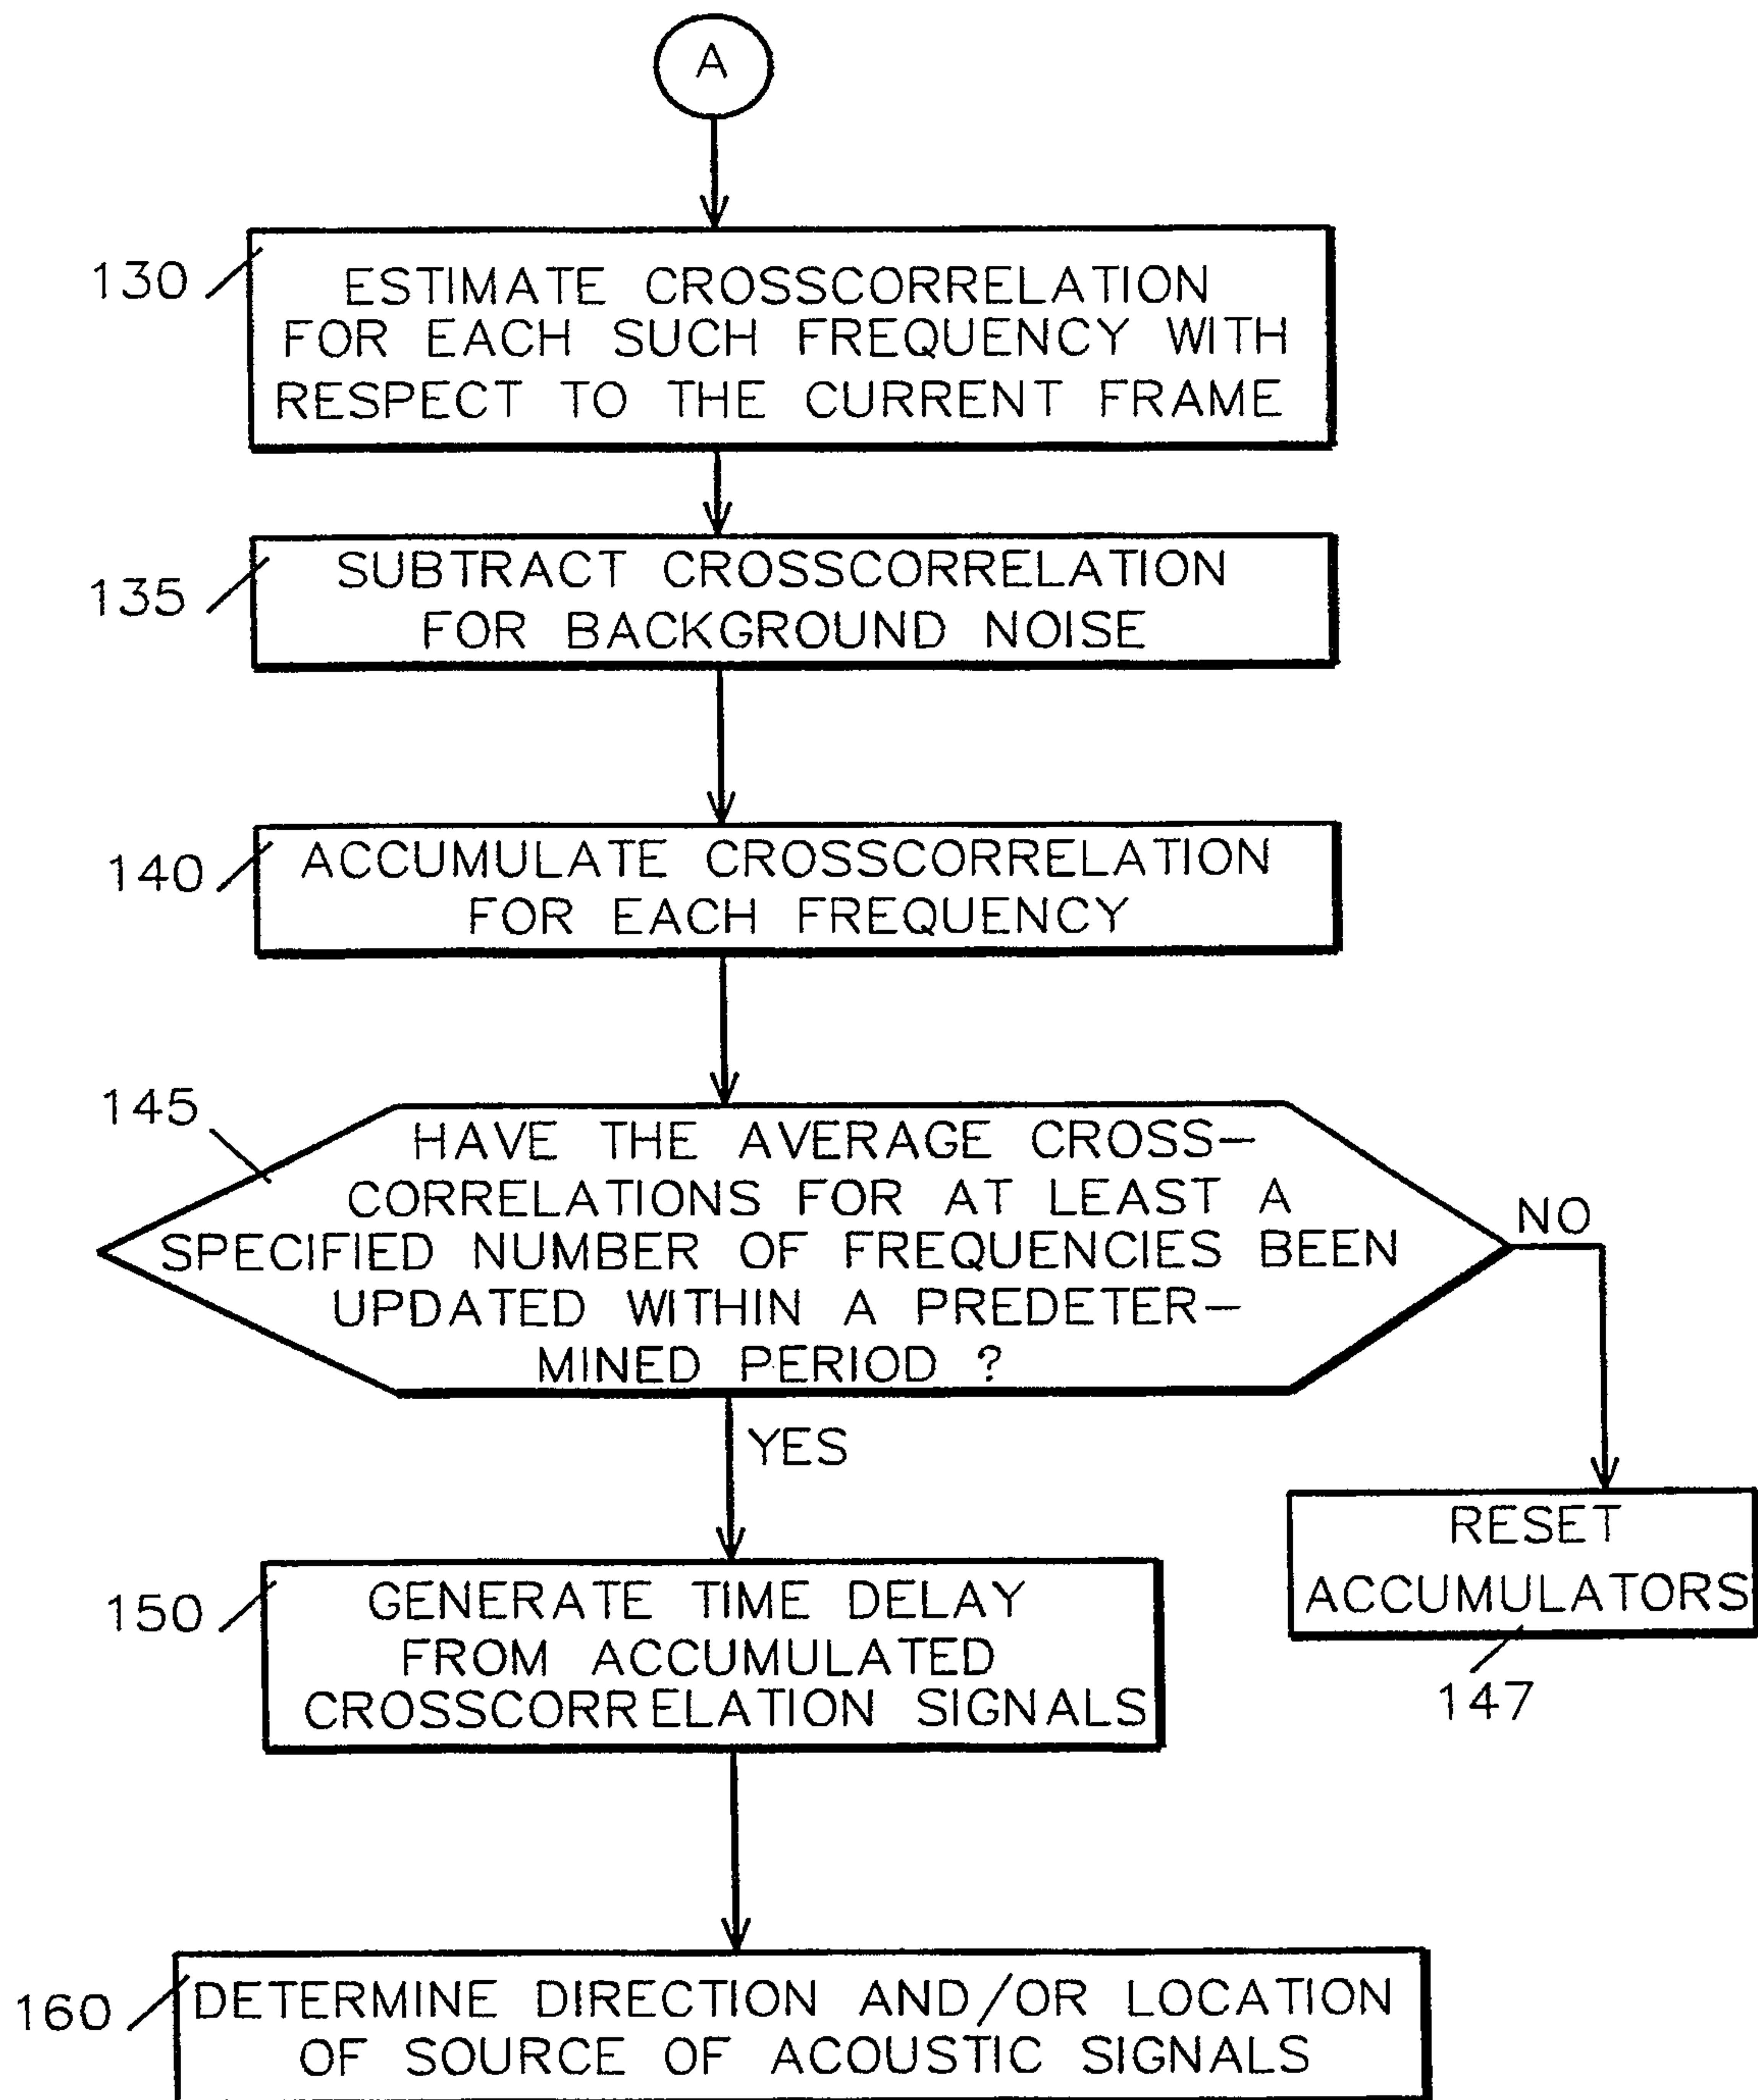 A
130
ESTIMATE CROSSCORRELATION
FOR EACH SUCH FREQUENCY WITH
RESPECT TO THE CURRENT FRAME
135
SUBTRACT CROSSCORRELATION
FOR BACKGROUND NOISE
140
ACCUMULATE CROSSCORRELATION
FOR EACH FREQUENCY
145
HAVE THE AVERAGE CROSS-
CORRELATIONS FOR AT LEAST A
SPECIFIED NUMBER OF FREQUENCIES BEEN
UPDATED WITHIN A PREDETER-
MINED PERIOD ?
NO
YES
RESET
ACCUMULATORS
147
150
GENERATE TIME DELAY
FROM ACCUMULATED
CROSSCORRELATION SIGNALS
160
DETERMINE DIRECTION AND/OR LOCATION
OF SOURCE OF ACOUSTIC SIGNALS